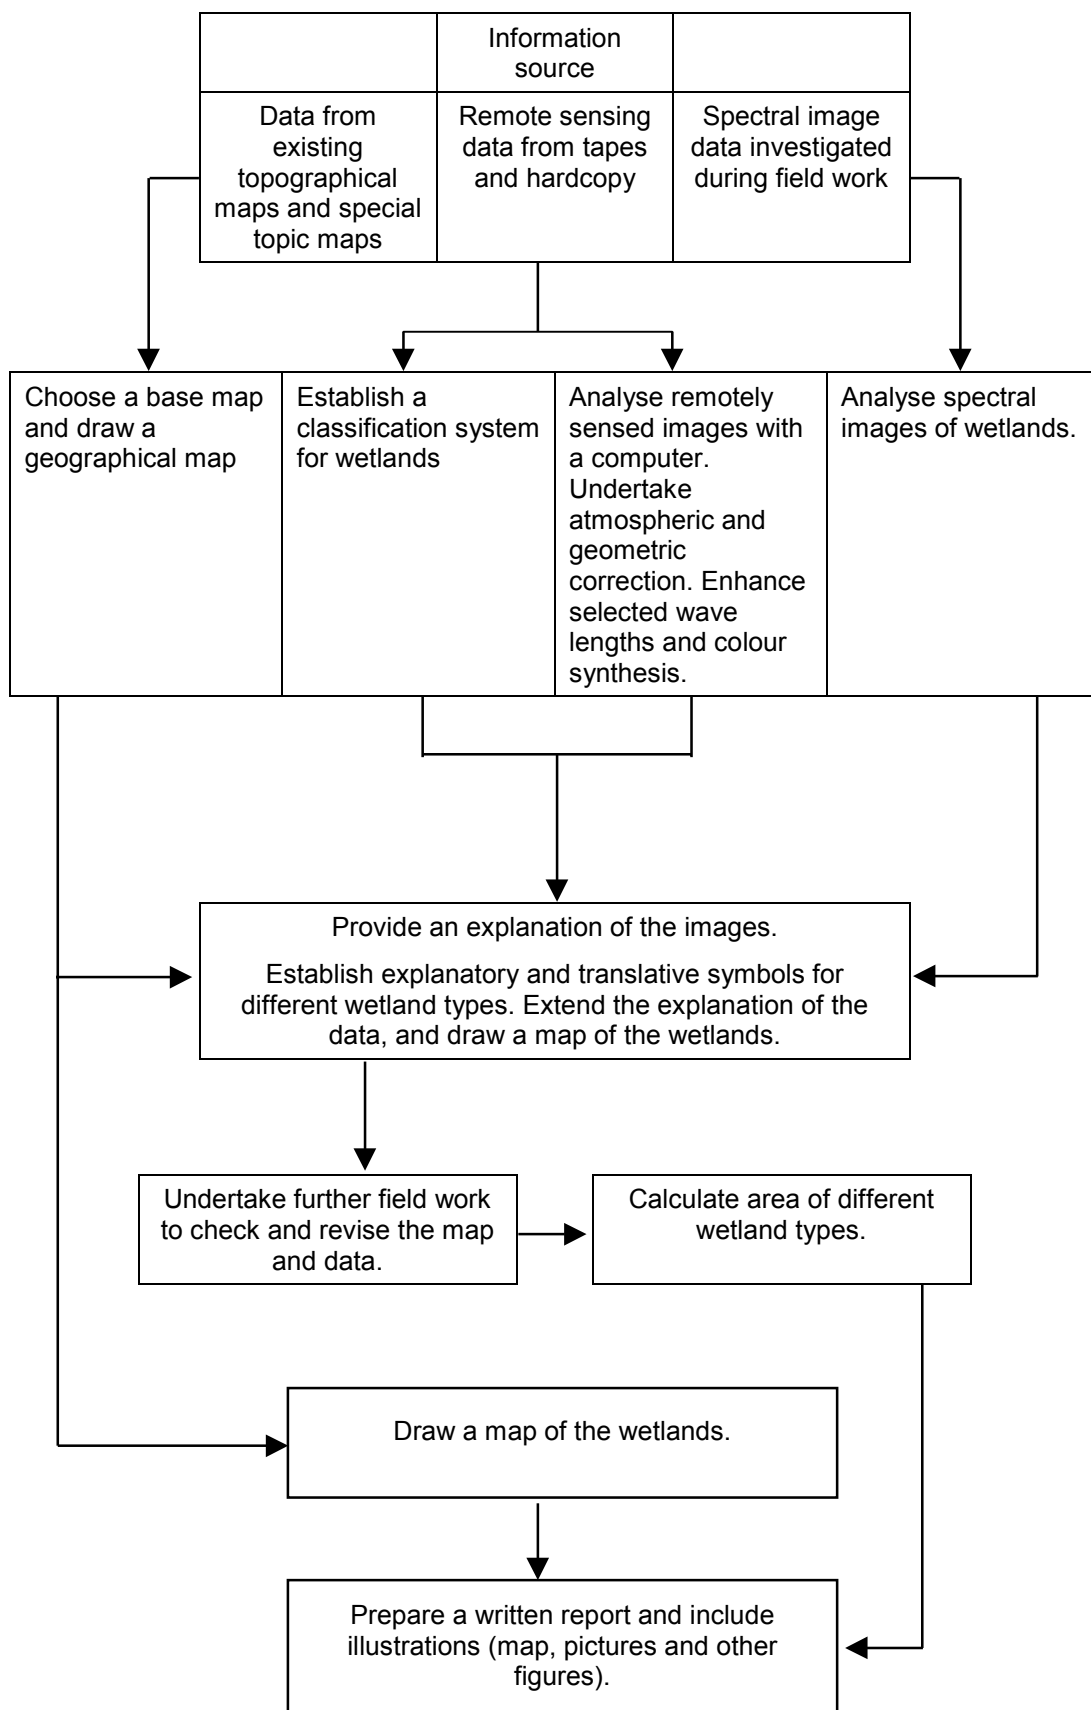 Information
source
Data from
existing
topographical
maps and special
topic maps
Remote sensing
data from tapes
and hardcopy
Spectral image
data investigated
during field work
Choose a base map
and draw a
geographical map
Establish a
classification system
for wetlands
Analyse remotely
sensed images with
a computer.
Undertake
atmospheric and
geometric
correction. Enhance
selected wave
lengths and colour
synthesis.
Analyse spectral
images of wetlands.
Provide an explanation of the images.
Establish explanatory and translative symbols for
different wetland types. Extend the explanation of the
data, and draw a map of the wetlands.
Undertake further field work
to check and revise the map
and data.
Calculate area of different
wetland types.
Draw a map of the wetlands.
Prepare a written report and include
illustrations (map, pictures and other
figures).